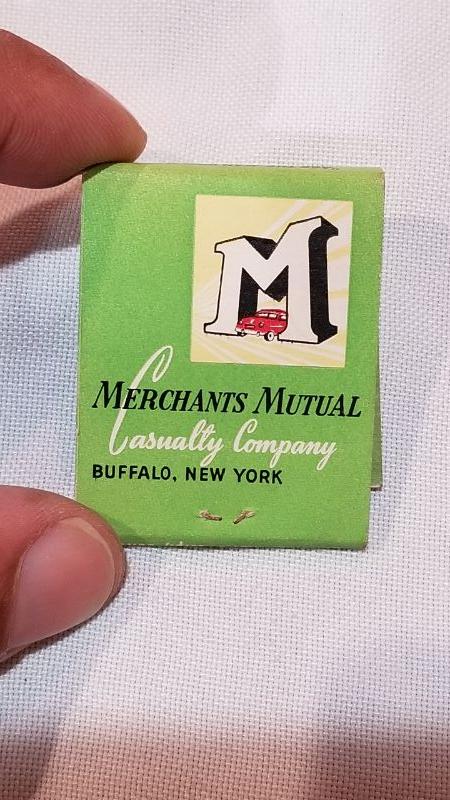 M
MERCHANTS MUTUAL
Casualty Company
BUFFALO, NEW YORK